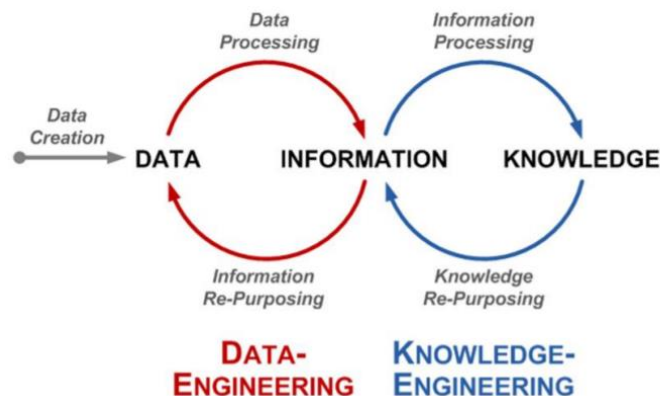 Data
Processing
Information
Processing
Data
Creation
DATA
INFORMATION
KNOWLEDGE
Information
Re-Purposing
Knowledge
Re-Purposing
DATA-
ENGINEERING
KNOWLEDGE-
ENGINEERING